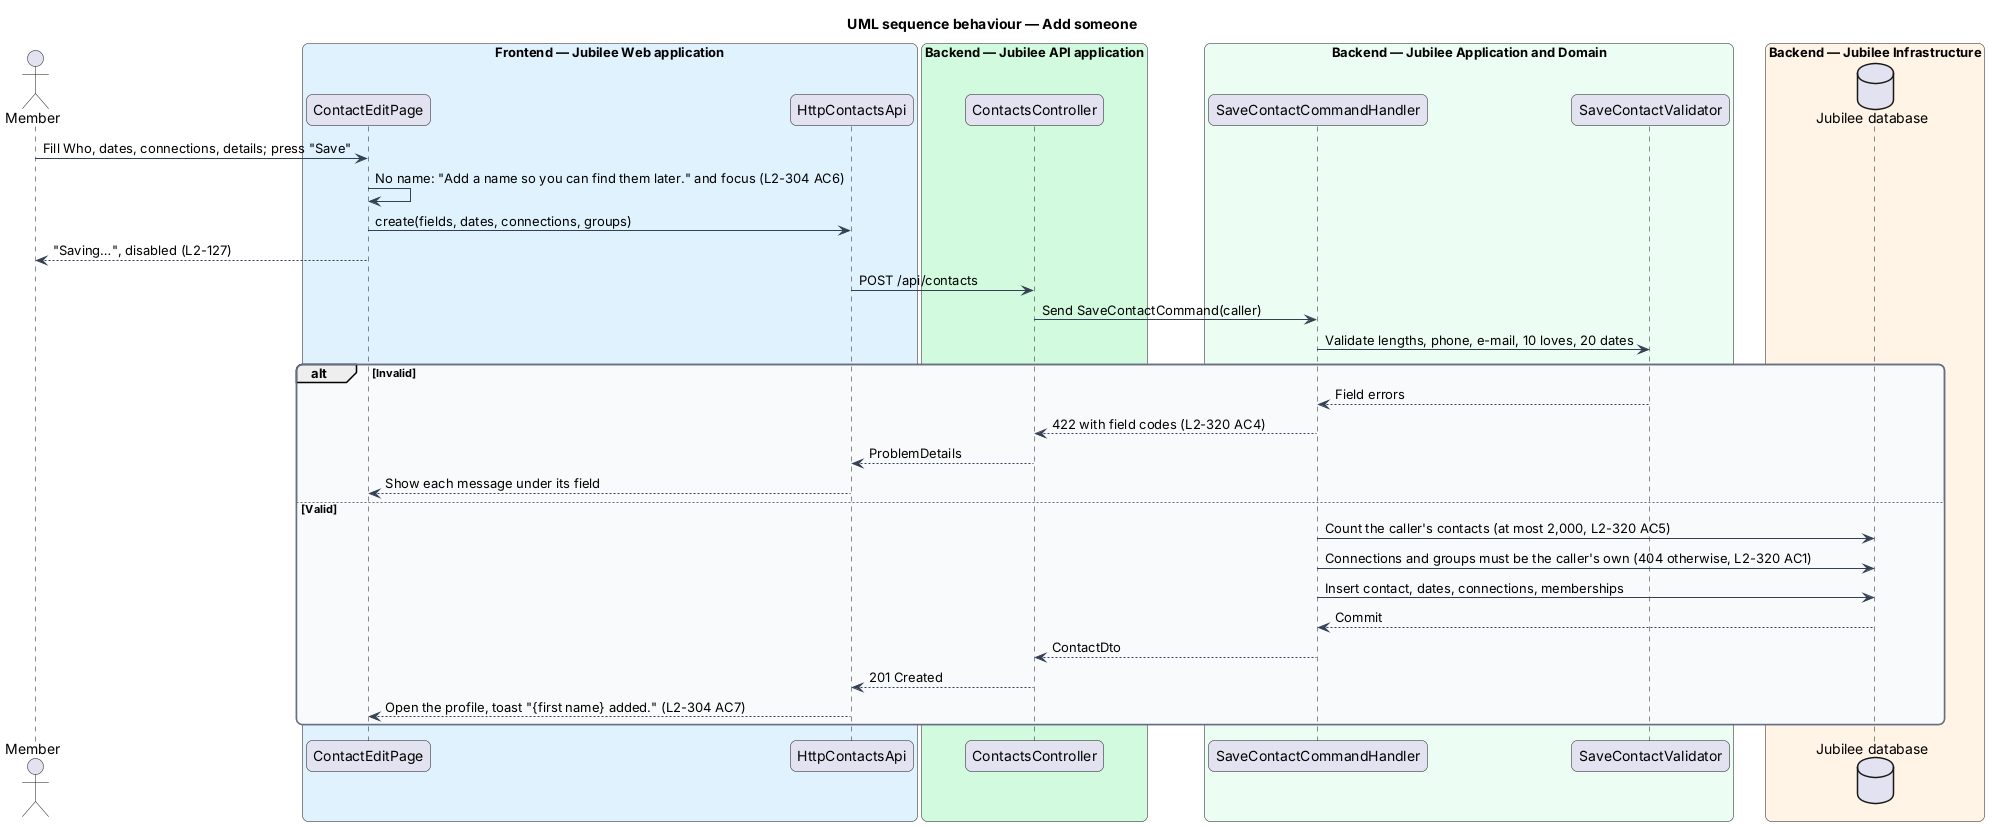 UML sequence behaviour — Add someone
Frontend — Jubilee Web application
Backend — Jubilee API application
Backend — Jubilee Application and Domain
Backend — Jubilee Infrastructure
Member
ContactEditPage
HttpContactsApi
ContactsController
SaveContactCommandHandler
SaveContactValidator
Jubilee database
Fill Who, dates, connections, details; press "Save"
No name: "Add a name so you can find them later." and focus (L2-304 AC6)
create(fields, dates, connections, groups)
"Saving…", disabled (L2-127)
POST /api/contacts
Send SaveContactCommand(caller)
Validate lengths, phone, e-mail, 10 loves, 20 dates
alt
[Invalid]
Field errors
422 with field codes (L2-320 AC4)
ProblemDetails
Show each message under its field
[Valid]
Count the caller's contacts (at most 2,000, L2-320 AC5)
Connections and groups must be the caller's own (404 otherwise, L2-320 AC1)
Insert contact, dates, connections, memberships
Commit
ContactDto
201 Created
Open the profile, toast "{first name} added." (L2-304 AC7)
Member
ContactEditPage
HttpContactsApi
ContactsController
SaveContactCommandHandler
SaveContactValidator
Jubilee database